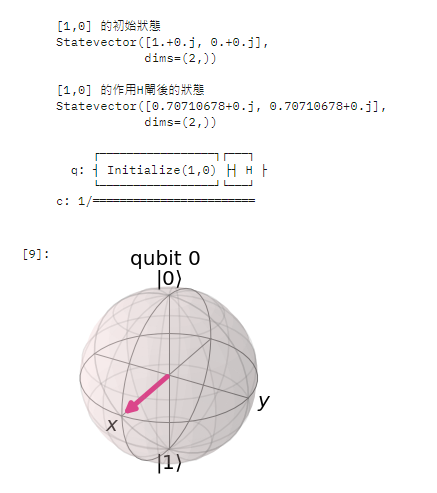 [1,0] 的初始狀態
Statevector([1.+0.j, 0.+0.j],
dims=(2,))
[1,0] 的作用H閘後的狀態
Statevector([0.70710678+0.j, 0.70710678+0.j],
dims=(2,))
q: ┤ Initialize(1,0) ├┤ H ├
c: 1/═══════════════════════
[9]:
qubit 0
|0⟩
x
y
|1⟩